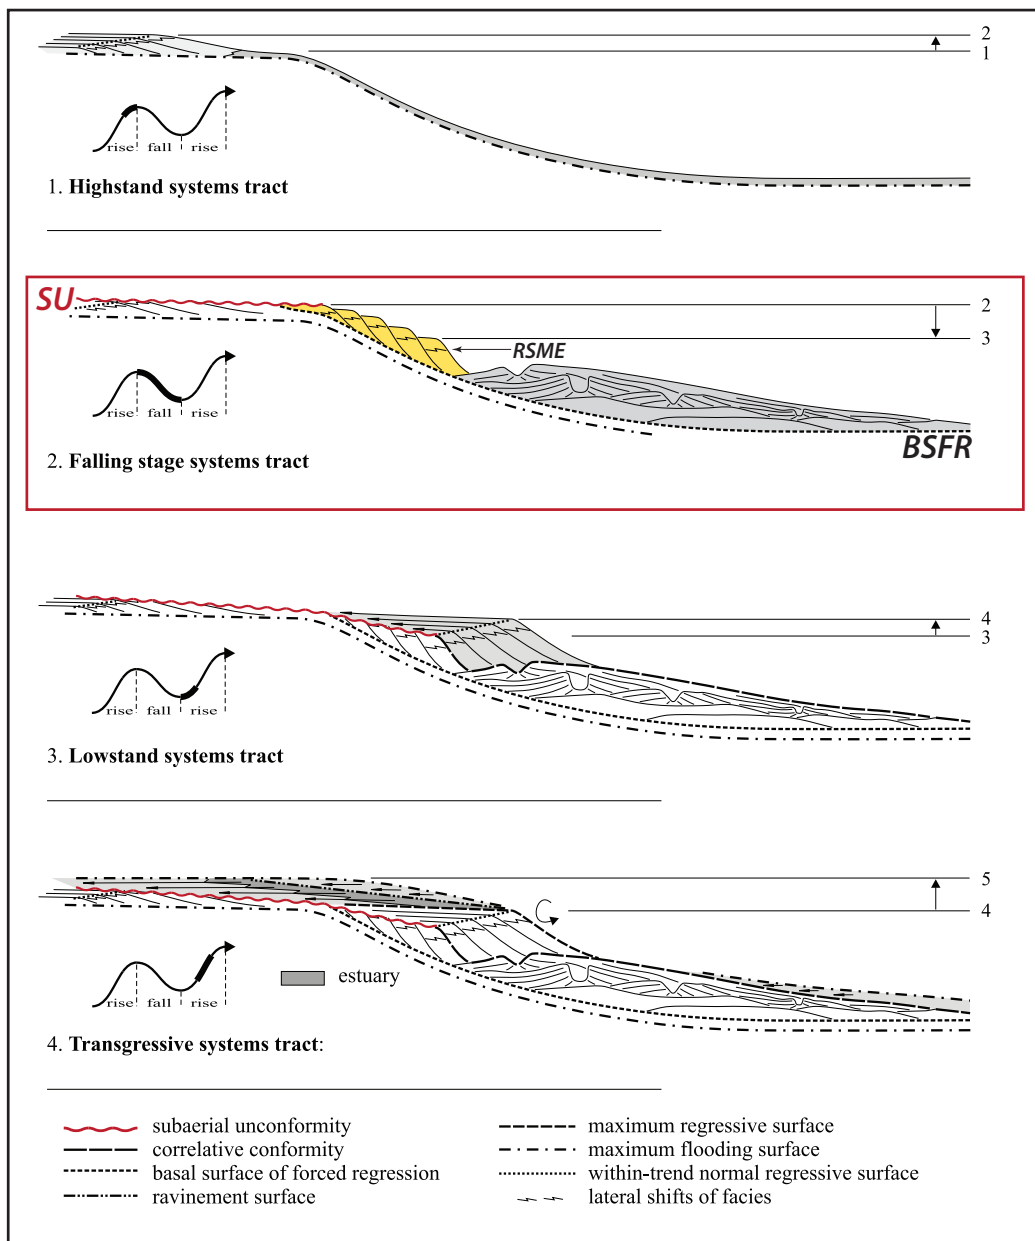 2
1
rise fall rise
1. Highstand systems tract
SU
2
3
RSME
rise fall rise
BSFR
2. Falling stage systems tract
4
3
rise fall rise
3. Lowstand systems tract
5
4
estuary
rise fall rise
4. Transgressive systems tract:
subaerial unconformity
correlative conformity
basal surface of forced regression
ravinement surface
maximum regressive surface
maximum flooding surface
within-trend normal regressive surface
lateral shifts of facies